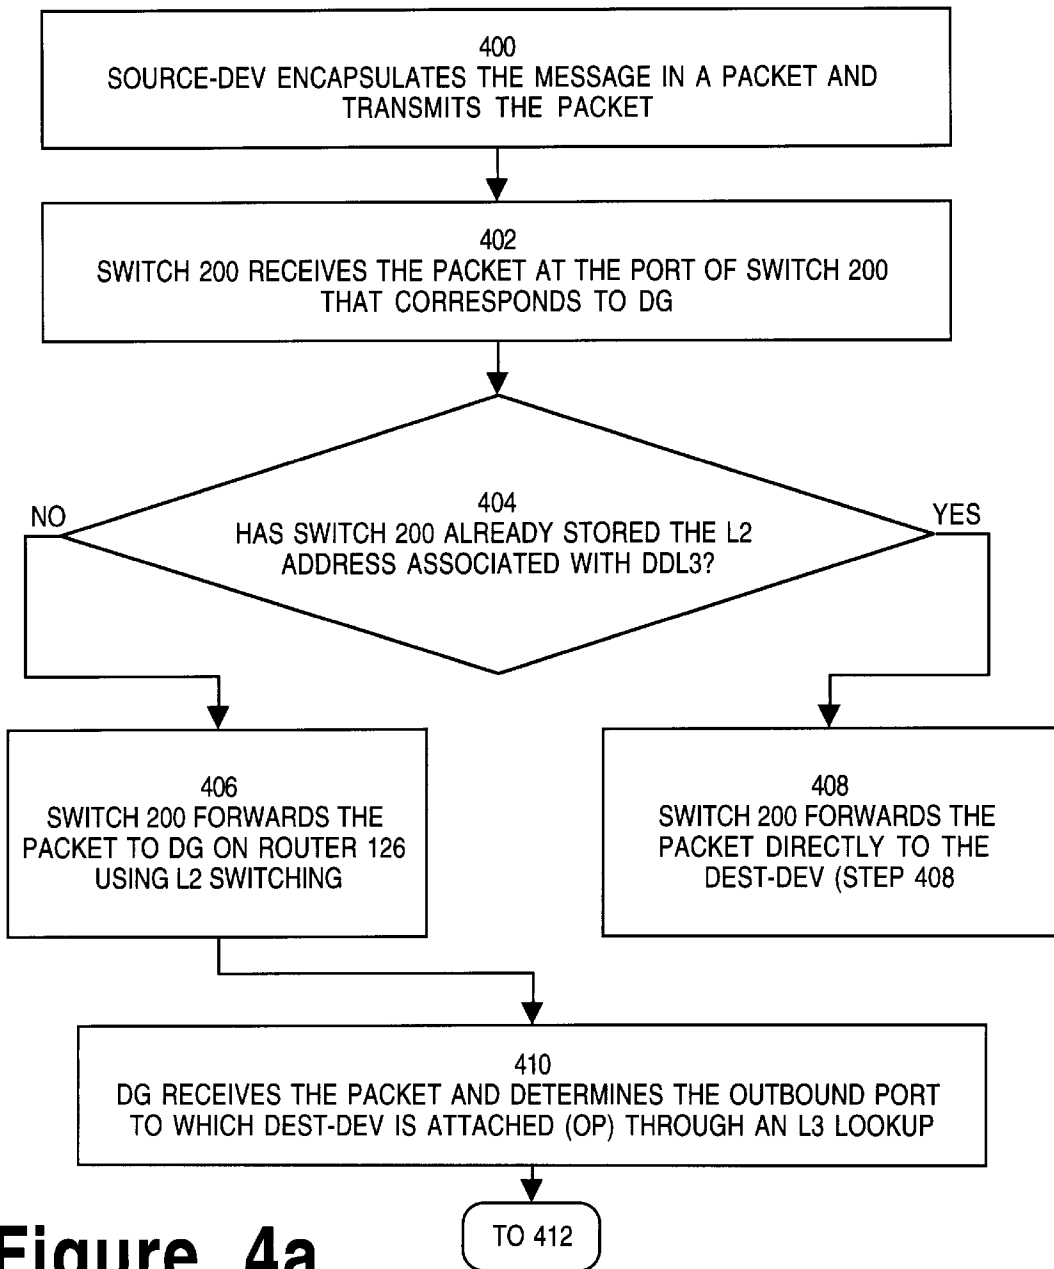 400
SOURCE-DEV ENCAPSULATES THE MESSAGE IN A PACKET AND
TRANSMITS THE PACKET
402
SWITCH 200 RECEIVES THE PACKET AT THE PORT OF SWITCH 200
THAT CORRESPONDS TO DG
404
HAS SWITCH 200 ALREADY STORED THE L2
ADDRESS ASSOCIATED WITH DDL3?
NO
YES
406
SWITCH 200 FORWARDS THE
PACKET TO DG ON ROUTER 126
USING L2 SWITCHING
408
SWITCH 200 FORWARDS THE
PACKET DIRECTLY TO THE
DEST-DEV (STEP 408
410
DG RECEIVES THE PACKET AND DETERMINES THE OUTBOUND PORT
TO WHICH DEST-DEV IS ATTACHED (OP) THROUGH AN L3 LOOKUP
TO 412
Figure 4a